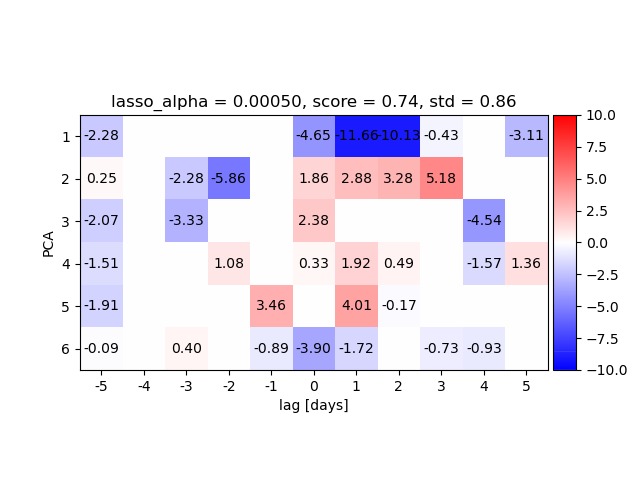 lasso_alpha = 0.00050, score = 0.74, std = 0.86
1 -2.28 -4.65 -11.66 -10.13 -0.43 -3.11
2 0.25 -2.28 -5.86 1.86 2.88 3.28 5.18
3 -2.07 -3.33 2.38 -4.54
4 -1.51 1.08 0.33 1.92 0.49 -1.57 1.36
5 -1.91 3.46 4.01 -0.17
6 -0.09 0.40 -0.89 -3.90 -1.72 -0.73 -0.93
PCA
-5 -4 -3 -2 -1 0 1 2 3 4 5
lag [days]
10.0
7.5
5.0
2.5
0.0
−2.5
−5.0
−7.5
−10.0